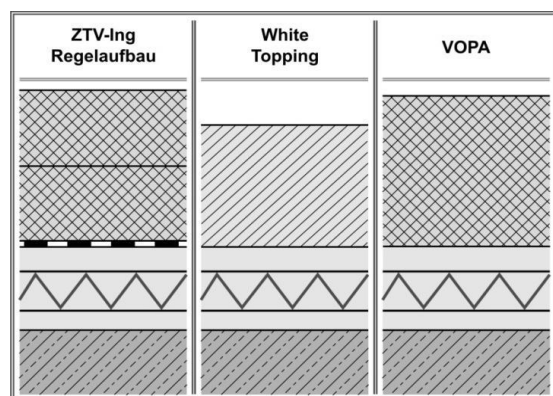 ZTV-Ing
Regelaufbau
White
Topping
VOPA